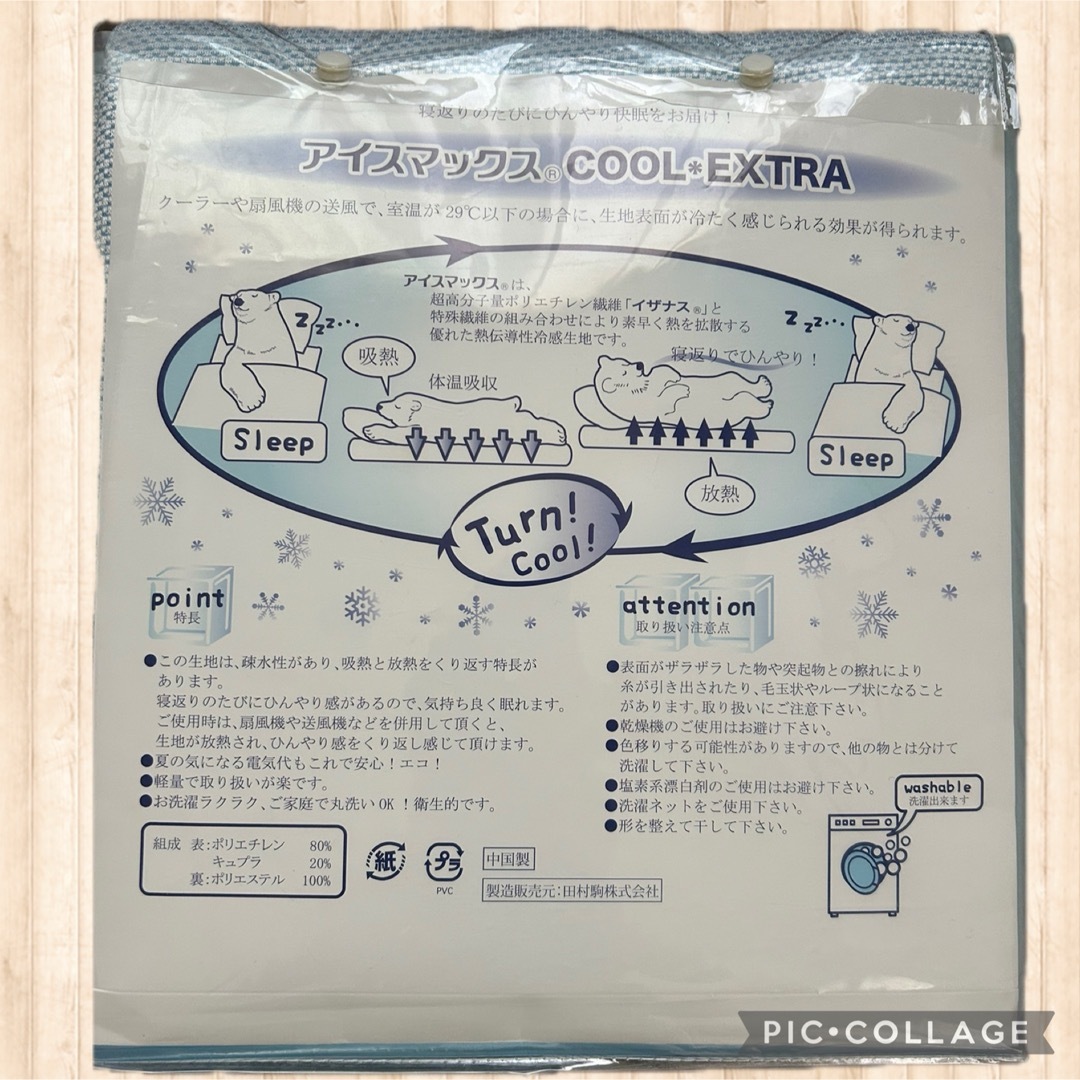 寝返りのたびにひんやり快眠をお届け！
アイスマックス®COOL*EXTRA
クーラーや扇風機の送風で、室温が29℃以下の場合に、生地表面が冷たく感じられる効果が得られます。
アイスマックス®は、
超高分子量ポリエチレン繊維「イザナス®」と
特殊繊維の組み合わせにより素早く熱を拡散する
優れた熱伝導性冷感生地です。
zzz...
zzz...
吸熱
体温吸収
寝返りでひんやり！
Sleep
Sleep
放熱
Turn!
Cool!
point
特長
●この生地は、疎水性があり、吸熱と放熱をくり返す特長が
あります。
寝返りのたびにひんやり感があるので、気持ち良く眠れます。
ご使用時は、扇風機や送風機などを併用して頂くと、
生地が放熱され、ひんやり感をくり返し感じて頂けます。
●夏の気になる電気代もこれで安心！エコ！
●軽量で取り扱いが楽です。
●お洗濯ラクラク、ご家庭で丸洗いOK！衛生的です。
attention
取り扱い注意点
●表面がザラザラした物や突起物との擦れにより
糸が引き出されたり、毛玉状やループ状になること
があります。取り扱いにご注意下さい。
●乾燥機のご使用はお避け下さい。
●色移りする可能性がありますので、他の物とは分けて
洗濯して下さい。
●塩素系漂白剤のご使用はお避け下さい。
●洗濯ネットをご使用下さい。
●形を整えて干して下さい。
washable
洗濯出来ます
組成 表:ポリエチレン 80%
キュプラ 20%
裏:ポリエステル 100%
紙
プラ
PVC
中国製
製造販売元:田村駒株式会社
PIC•COLLAGE